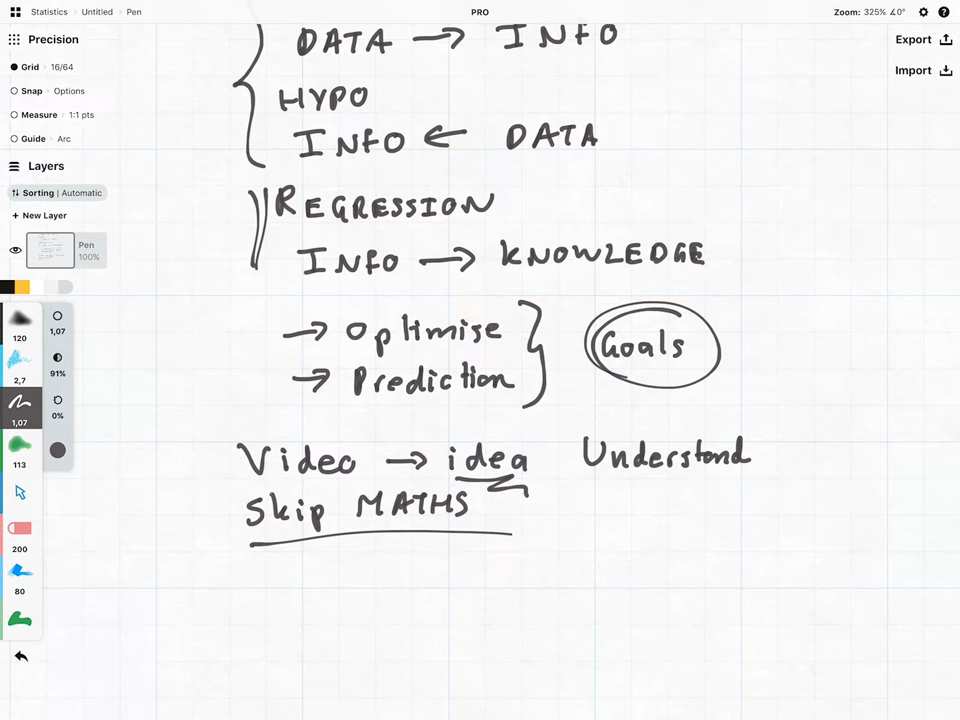 Statistics › Untitled › Pen
PRO
Zoom: 325% ∠0°
Precision
Grid · 16/64
Snap · Options
Measure · 1:1 pts
Guide · Arc
Layers
Sorting | Automatic
+ New Layer
Pen
100%
120
2,7
1,07
113
200
80
1,07
91%
0%
Export
Import
DATA → INFO
HYPO
INFO ← DATA
REGRESSION
INFO → KNOWLEDGE
→ Optimise
→ Prediction
Goals
Video → idea Understand
Skip MATHS